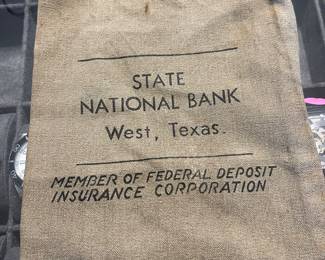 STATE
NATIONAL BANK
West, Texas.
MEMBER OF FEDERAL DEPOSIT
INSURANCE CORPORATION